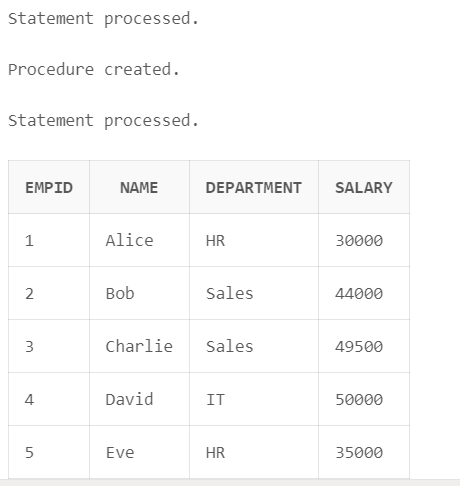 Statement processed.
Procedure created.
Statement processed.
EMPID NAME DEPARTMENT SALARY
1 Alice HR 30000
2 Bob Sales 44000
3 Charlie Sales 49500
4 David IT 50000
5 Eve HR 35000